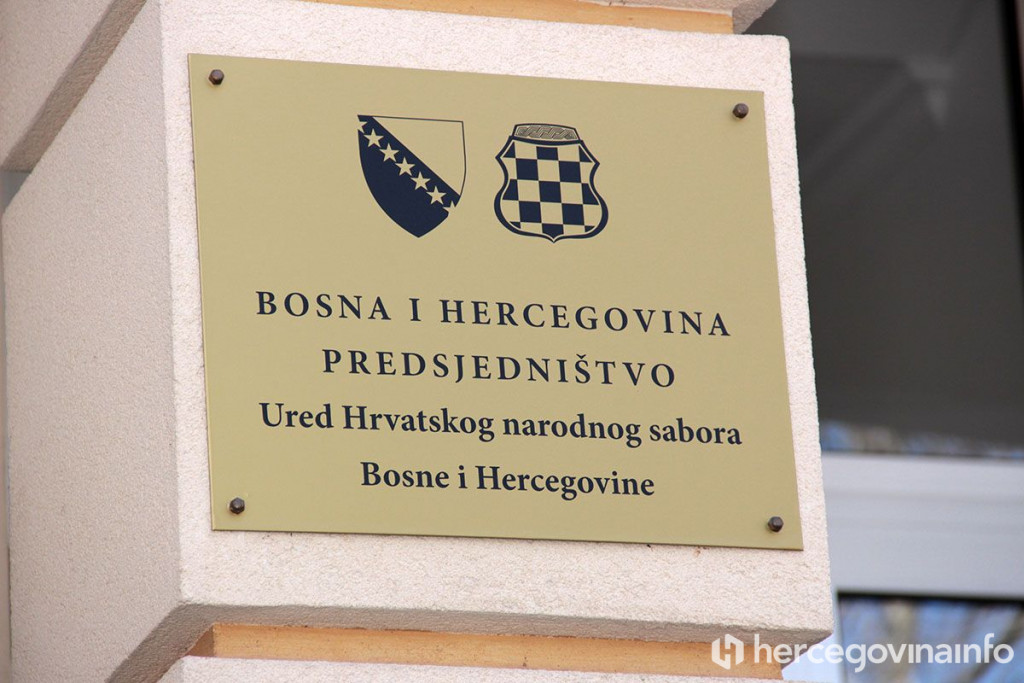 BOSNA I HERCEGOVINA
PREDSJEDNIŠTVO
Ured Hrvatskog narodnog sabora
Bosne i Hercegovine
hercegovinainfo